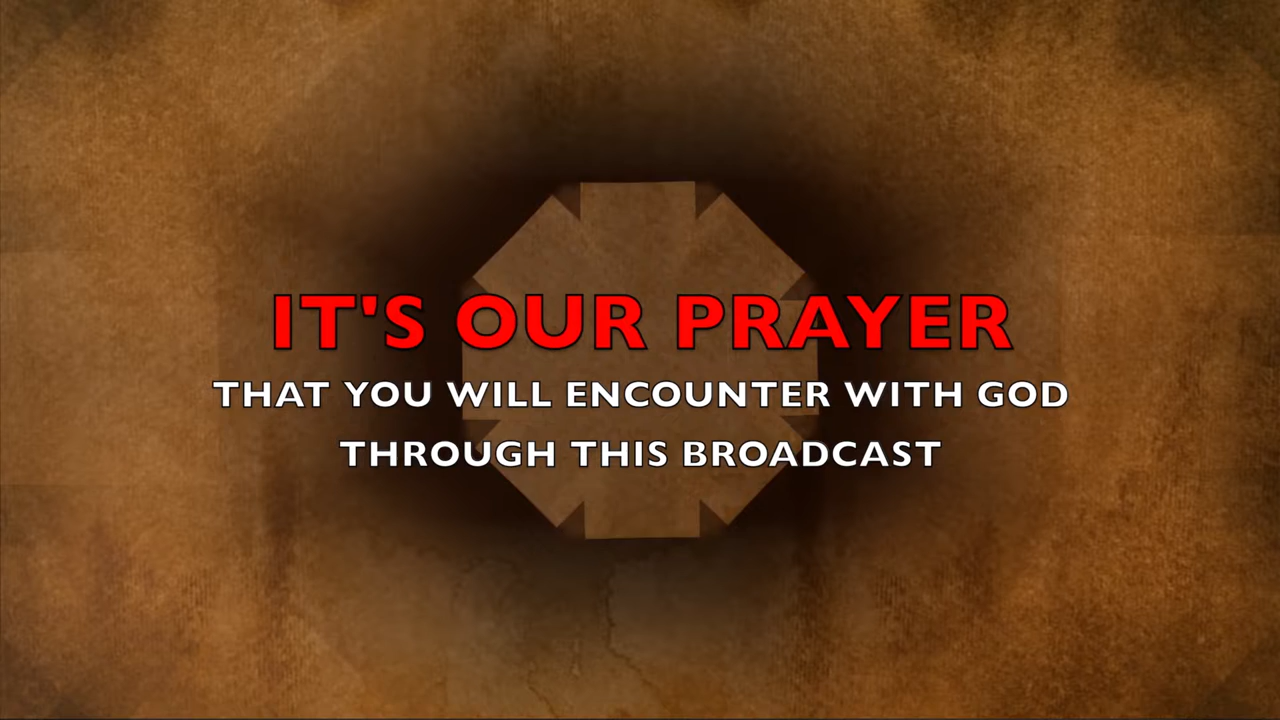 IT'S OUR PRAYER
THAT YOU WILL ENCOUNTER WITH GOD
THROUGH THIS BROADCAST